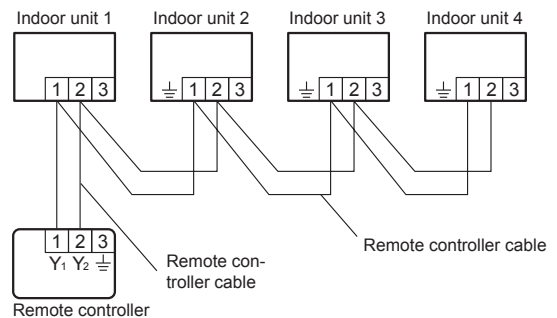 Indoor unit 1 Indoor unit 2 Indoor unit 3 Indoor unit 4
1 2 3 1 2 3 1 2 3 1 2 3
1 2 3
Y1 Y2
Remote con-
troller cable
Remote controller cable
Remote controller